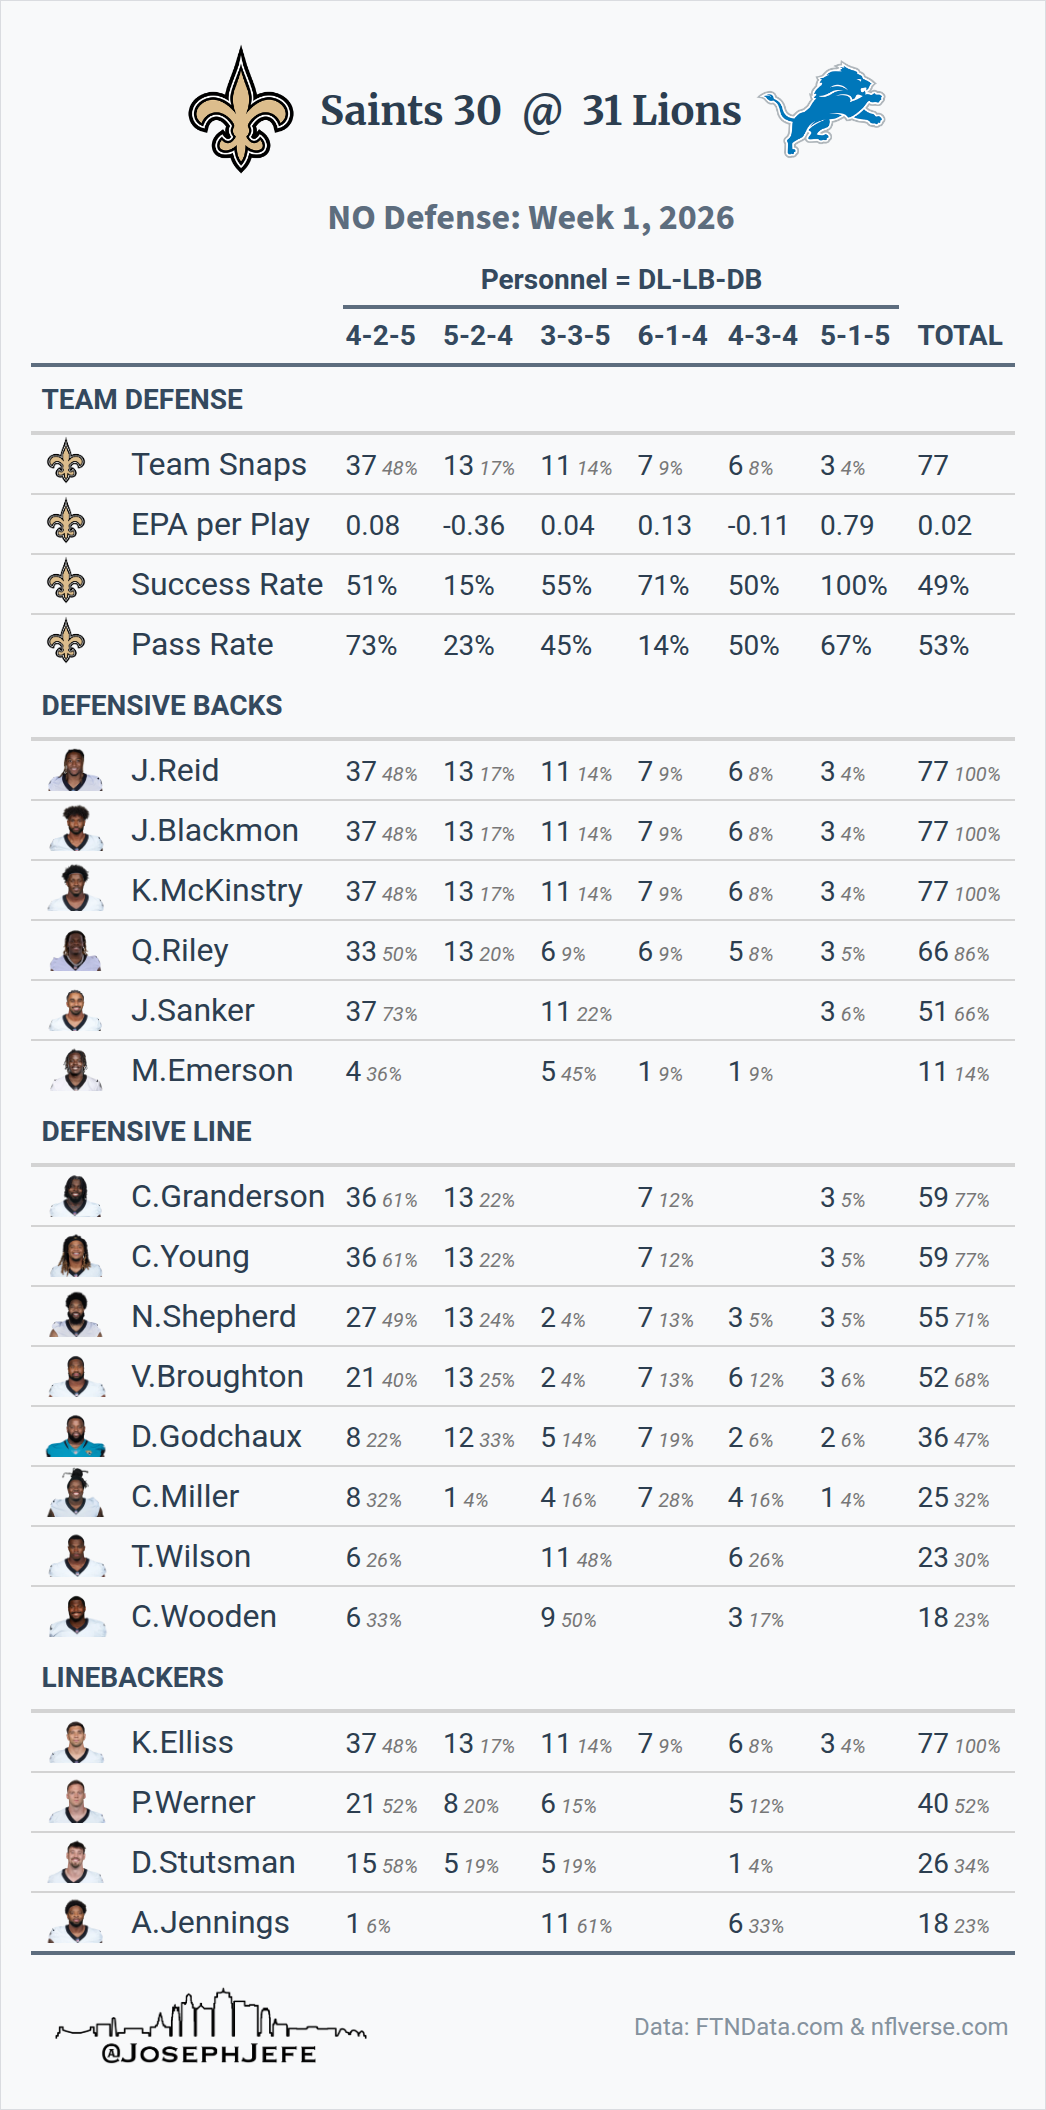 Saints 30 @ 31 Lions
NO Defense: Week 1, 2026
Personnel = DL-LB-DB
4-2-5 5-2-4 3-3-5 6-1-4 4-3-4 5-1-5 TOTAL
TEAM DEFENSE
Team Snaps 37 48% 13 17% 11 14% 7 9% 6 8% 3 4% 77
EPA per Play 0.08 -0.36 0.04 0.13 -0.11 0.79 0.02
Success Rate 51% 15% 55% 71% 50% 100% 49%
Pass Rate 73% 23% 45% 14% 50% 67% 53%
DEFENSIVE BACKS
J.Reid 37 48% 13 17% 11 14% 7 9% 6 8% 3 4% 77 100%
J.Blackmon 37 48% 13 17% 11 14% 7 9% 6 8% 3 4% 77 100%
K.McKinstry 37 48% 13 17% 11 14% 7 9% 6 8% 3 4% 77 100%
Q.Riley 33 50% 13 20% 6 9% 6 9% 5 8% 3 5% 66 86%
J.Sanker 37 73% 11 22% 3 6% 51 66%
M.Emerson 4 36% 5 45% 1 9% 1 9% 11 14%
DEFENSIVE LINE
C.Granderson 36 61% 13 22% 7 12% 3 5% 59 77%
C.Young 36 61% 13 22% 7 12% 3 5% 59 77%
N.Shepherd 27 49% 13 24% 2 4% 7 13% 3 5% 3 5% 55 71%
V.Broughton 21 40% 13 25% 2 4% 7 13% 6 12% 3 6% 52 68%
D.Godchaux 8 22% 12 33% 5 14% 7 19% 2 6% 2 6% 36 47%
C.Miller 8 32% 1 4% 4 16% 7 28% 4 16% 1 4% 25 32%
T.Wilson 6 26% 11 48% 6 26% 23 30%
C.Wooden 6 33% 9 50% 3 17% 18 23%
LINEBACKERS
K.Elliss 37 48% 13 17% 11 14% 7 9% 6 8% 3 4% 77 100%
P.Werner 21 52% 8 20% 6 15% 5 12% 40 52%
D.Stutsman 15 58% 5 19% 5 19% 1 4% 26 34%
A.Jennings 1 6% 11 61% 6 33% 18 23%
@JOSEPHJEFE
Data: FTNData.com & nflverse.com